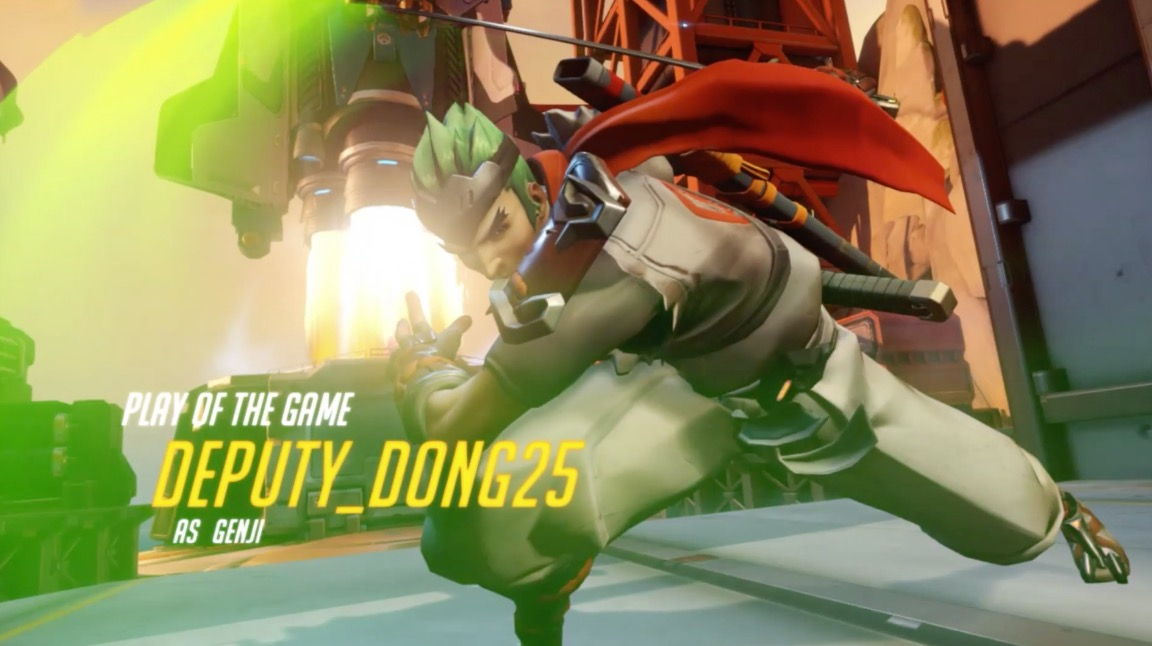 PLAY OF THE GAME
DEPUTY_DONG25
AS GENJI